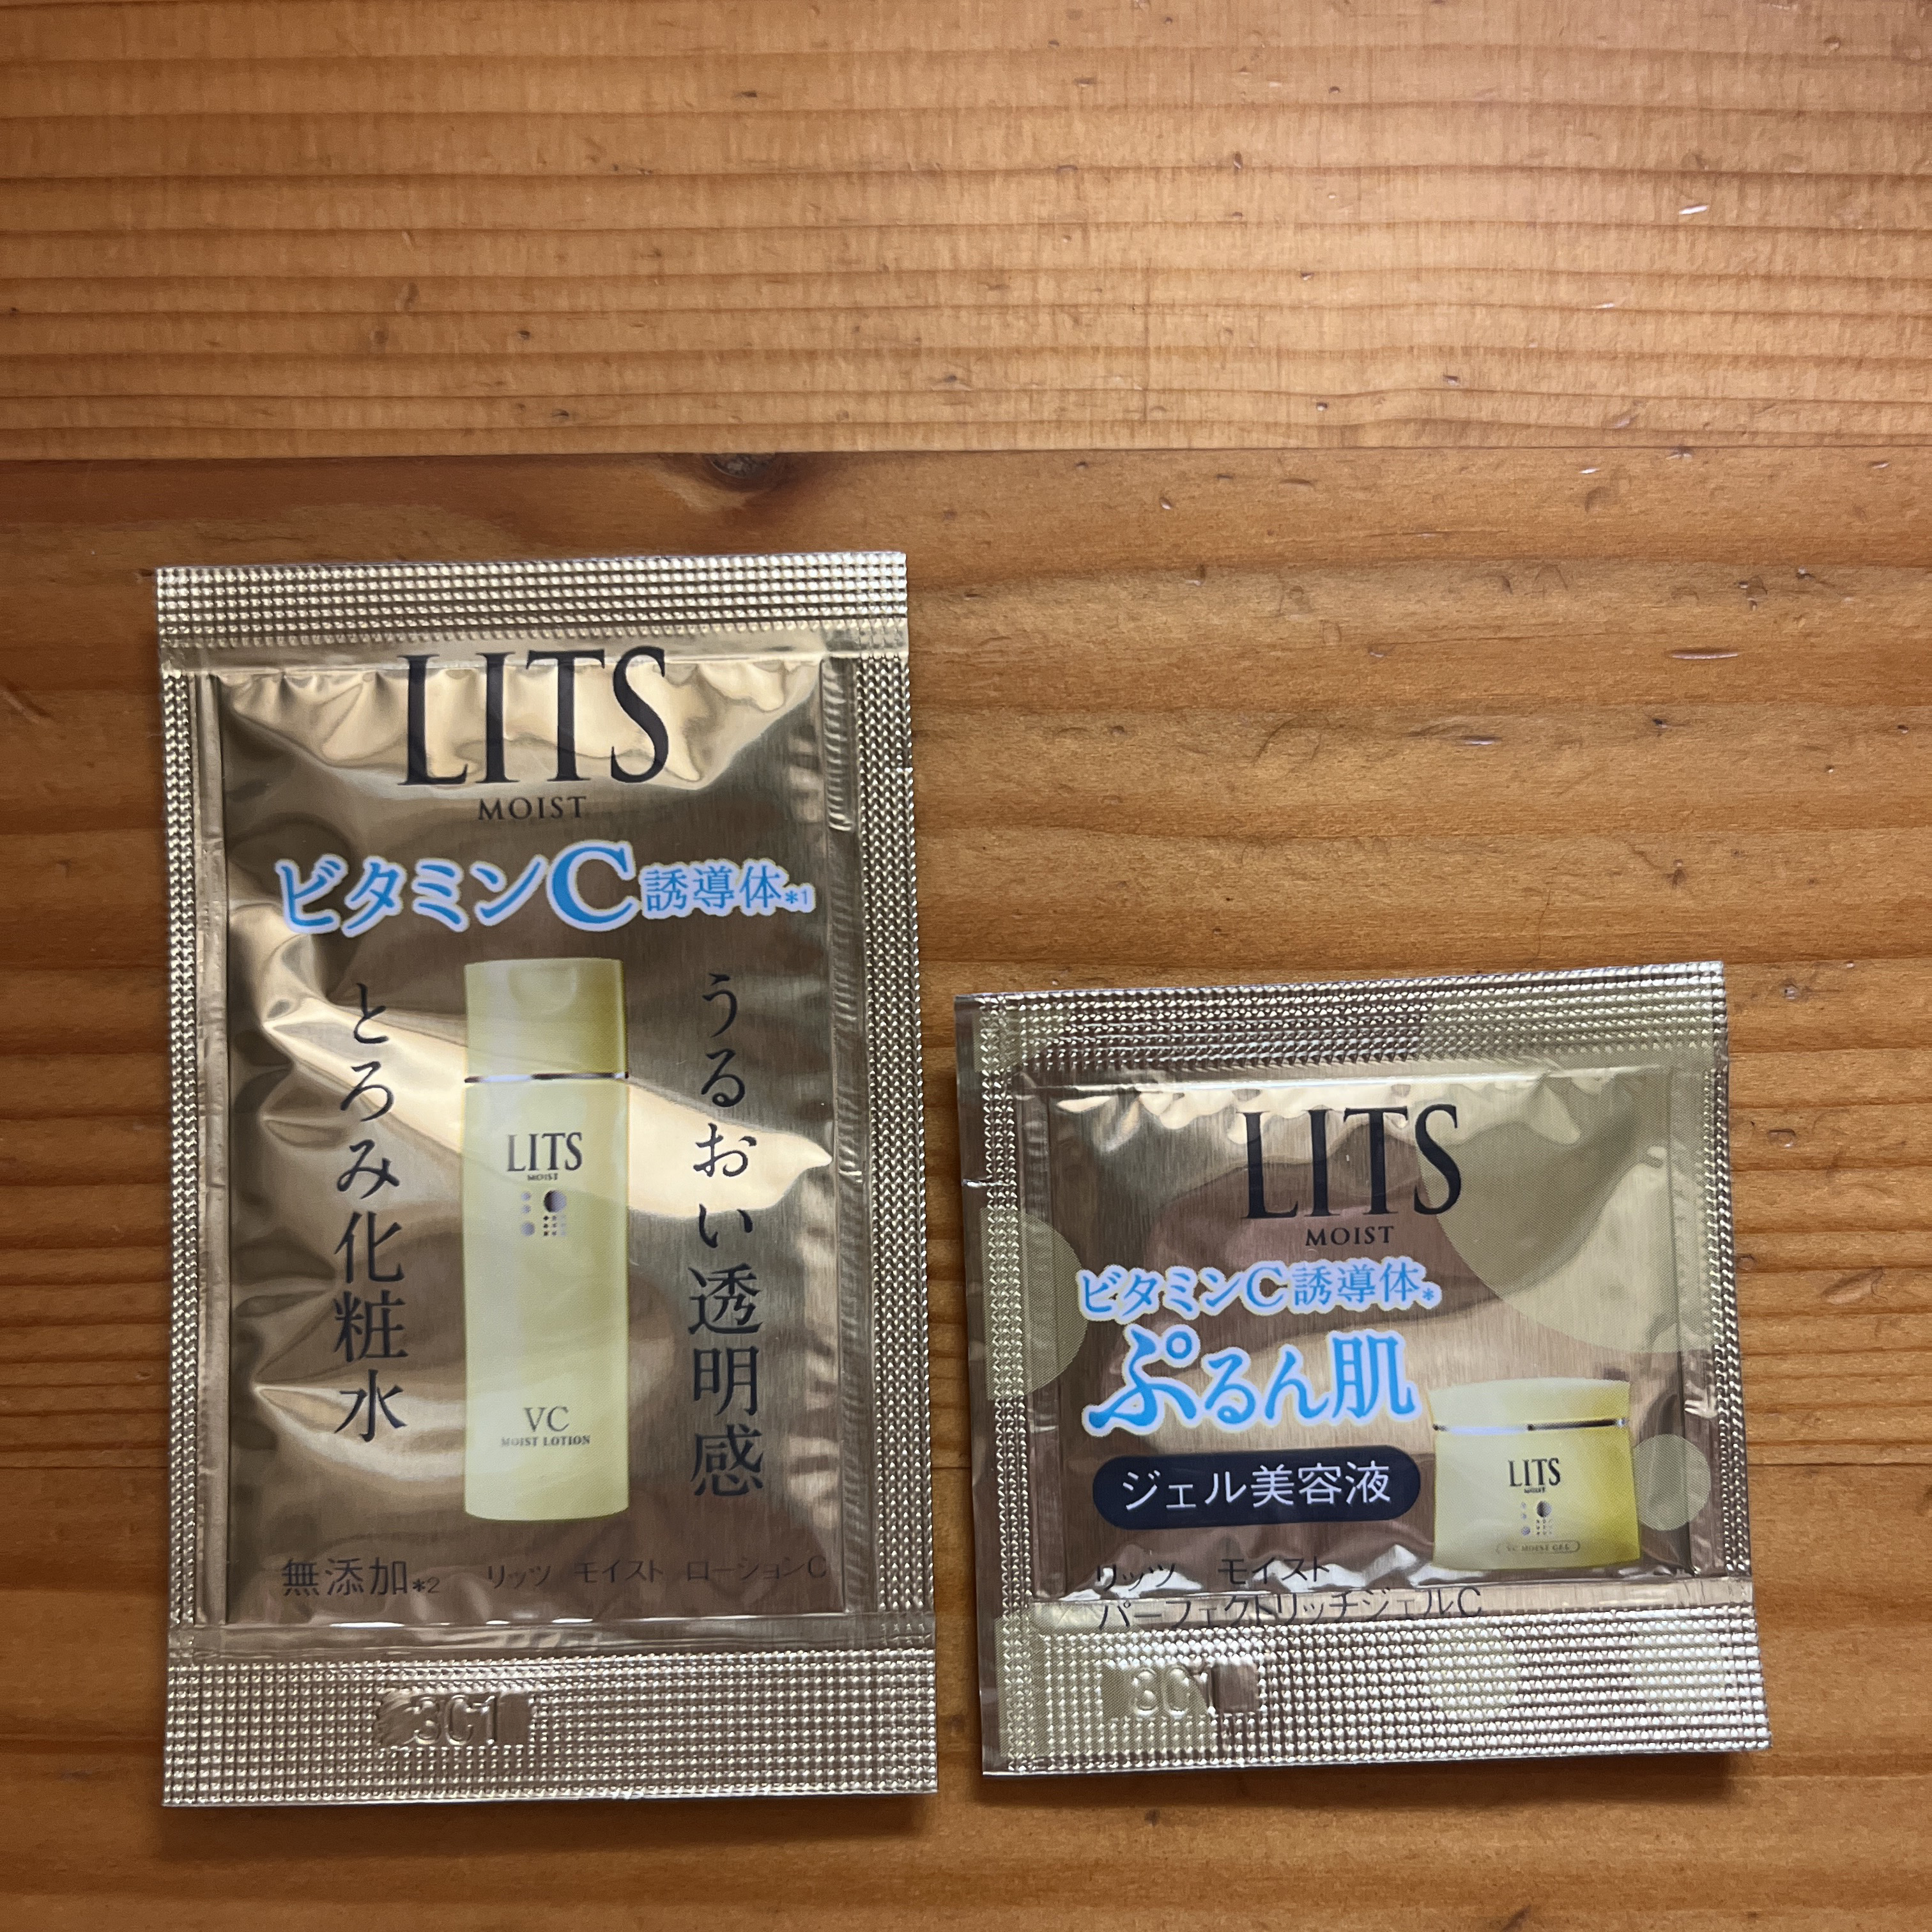 LITS
MOIST
ビタミンC誘導体*1
うるおい透明感
とろみ化粧水
LITS
MOIST
VC
MOIST LOTION
無添加*2 リッツ モイスト ローションC
3C1
LITS
MOIST
ビタミンC誘導体*
ぷるん肌
ジェル美容液
LITS
MOIST
VC MOIST GEL
リッツ モイスト
パーフェクトリッチジェルC
3C1